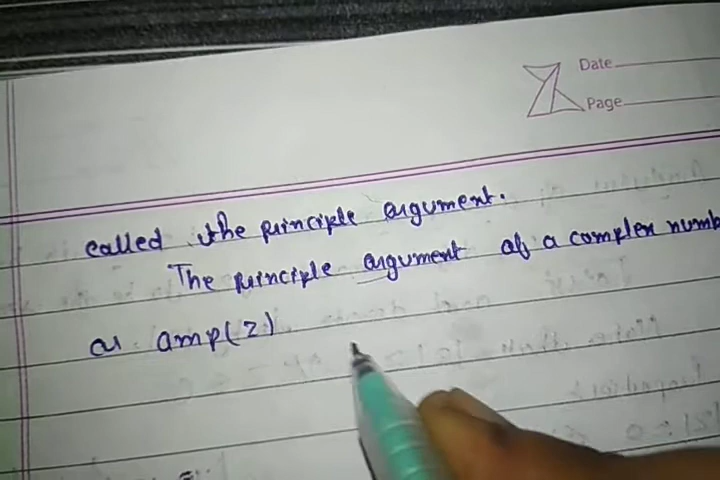 Date
Page
called the principle argument.
The principle argument of a complex numb
as amp(z)